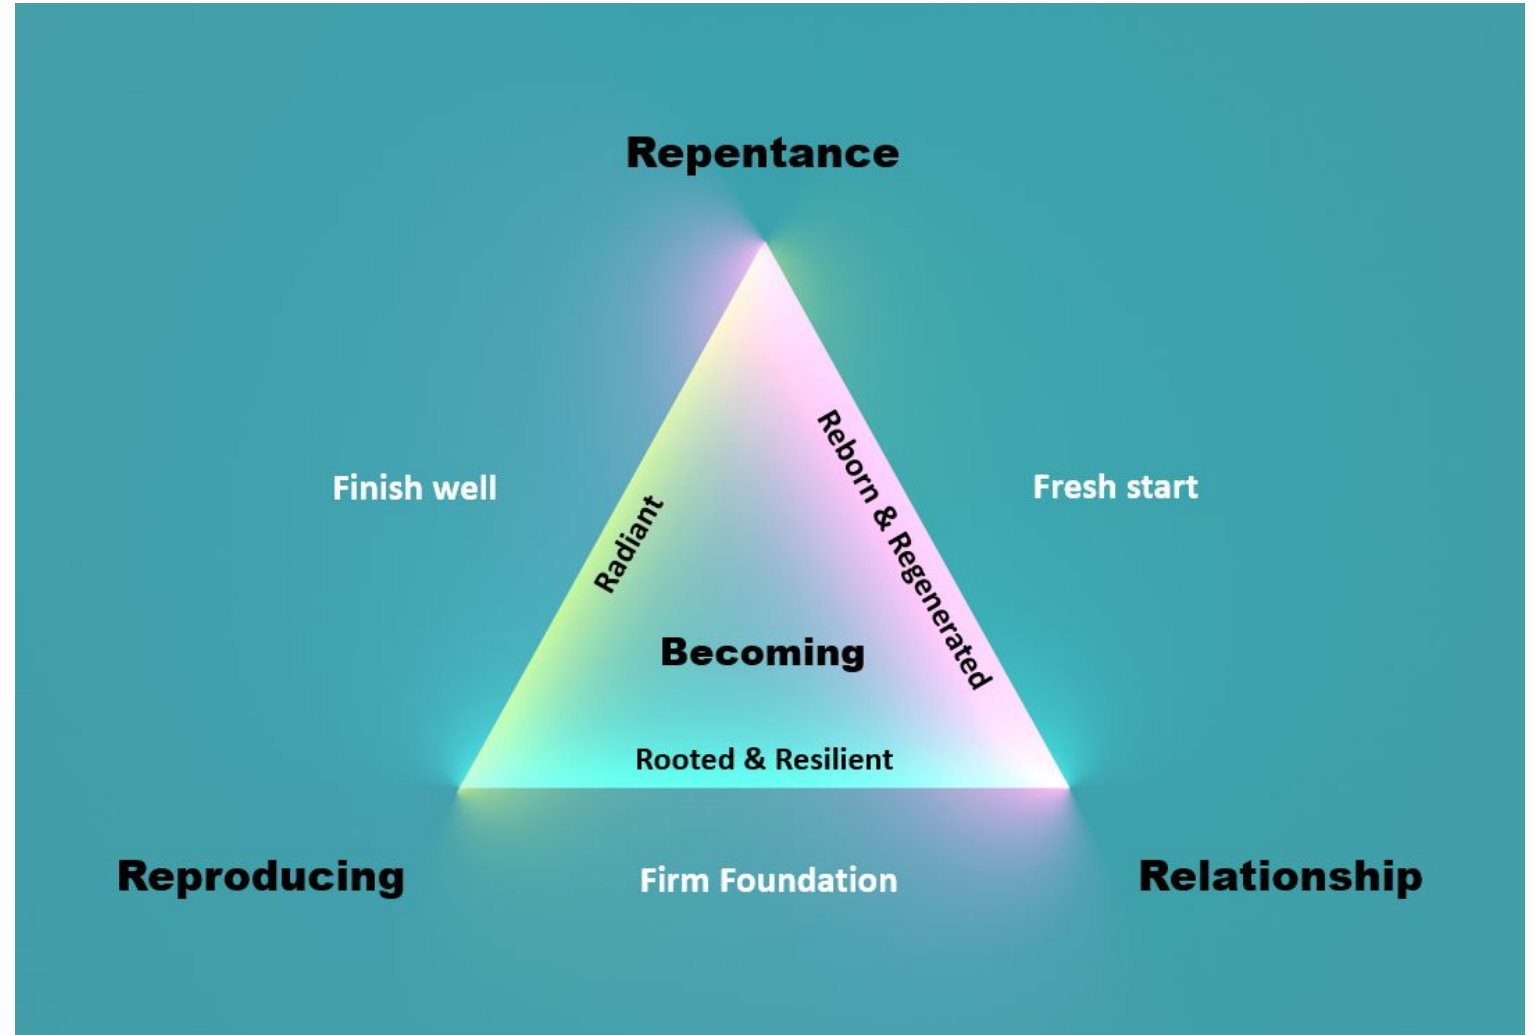 Repentance
Finish well
Fresh start
Radiant
Reborn & Regenerated
Becoming
Rooted & Resilient
Reproducing
Firm Foundation
Relationship